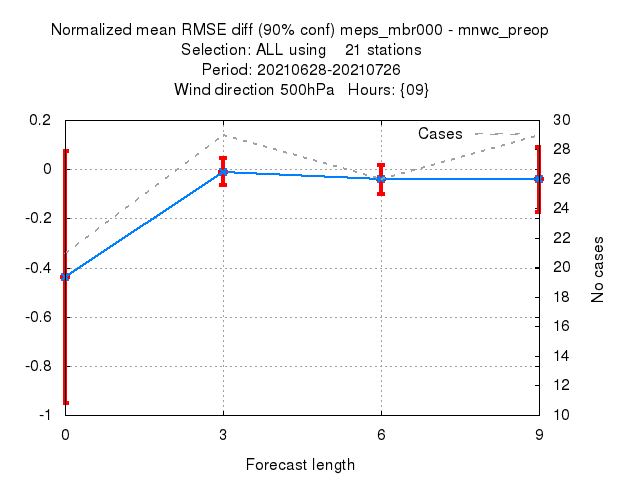 Normalized mean RMSE diff (90% conf) meps_mbr000 - mnwc_preop
Selection: ALL using 21 stations
Period: 20210628-20210726
Wind direction 500hPa Hours: {09}
Cases
0.2
0
-0.2
-0.4
-0.6
-0.8
-1
30
28
26
24
22
20
18
16
14
12
10
No cases
0 3 6 9
Forecast length